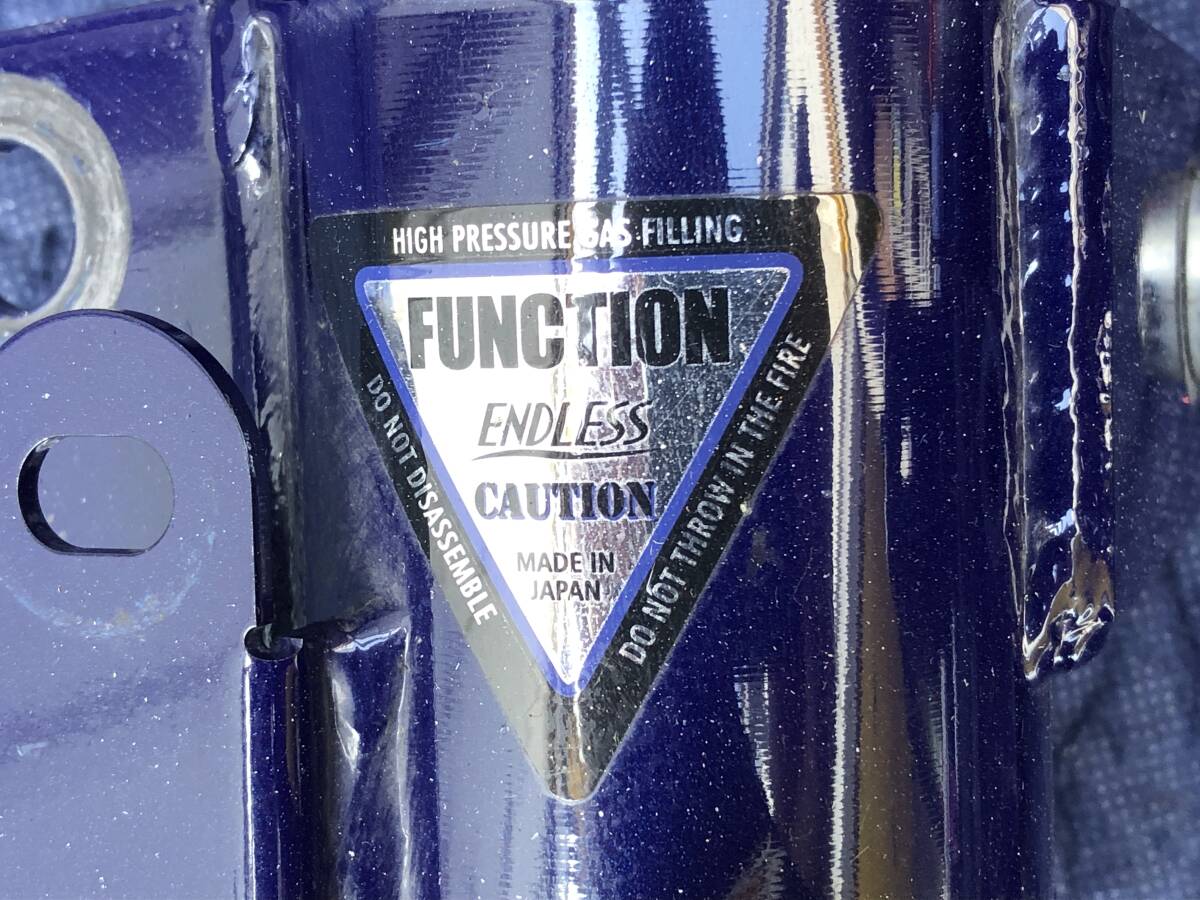 HIGH PRESSURE GAS FILLING
FUNCTION
ENDLESS
CAUTION
MADE IN
JAPAN
DO NOT DISASSEMBLE
DO NOT THROW IN THE FIRE